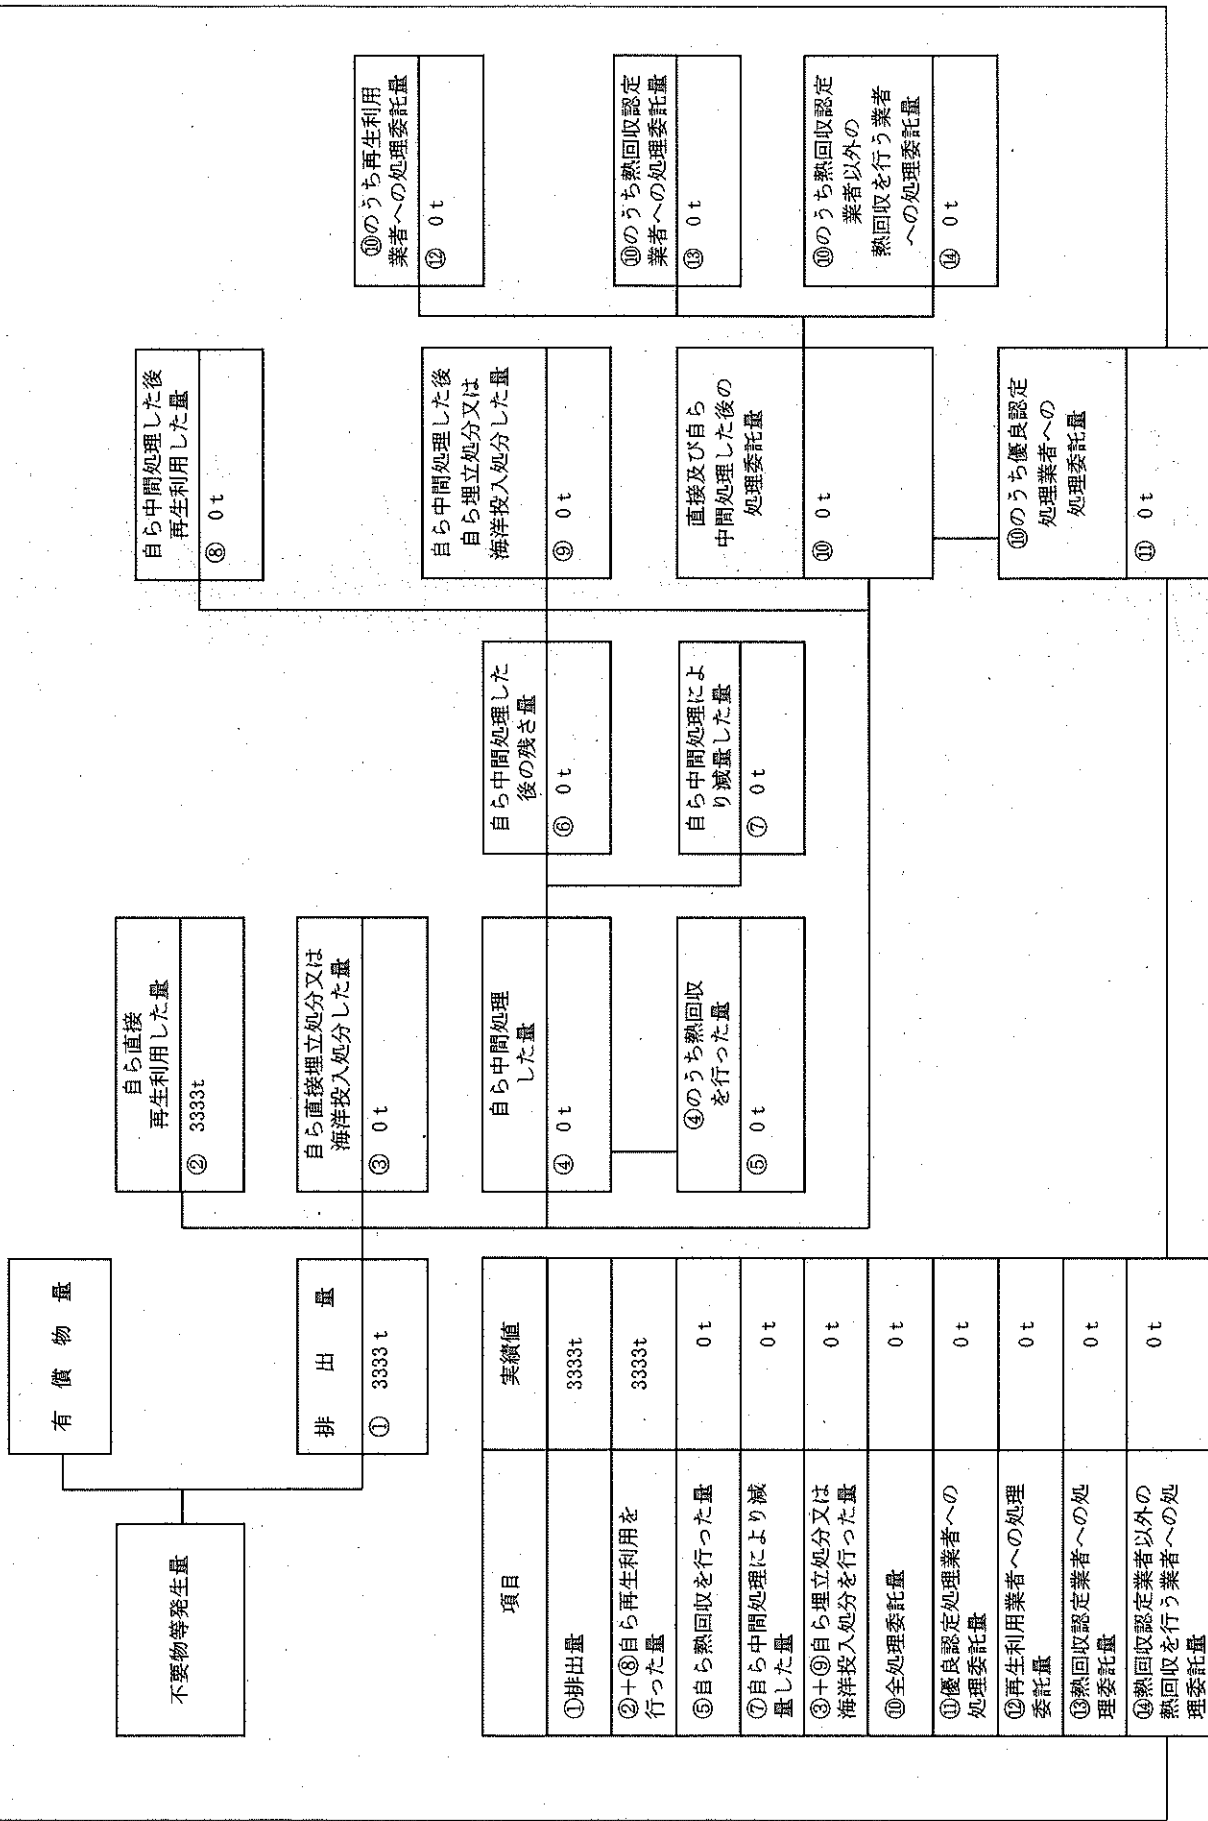 有償物量
不要物等発生量
排出量
① 3333t
自ら直接
再生利用した量
② 3333t
自ら直接埋立処分又は
海洋投入処分した量
③ 0t
自ら中間処理
した量
④ 0t
④のうち熱回収
を行った量
⑤ 0t
自ら中間処理した
後の残さ量
⑥ 0t
自ら中間処理によ
り減量した量
⑦ 0t
自ら中間処理した後
再生利用した量
⑧ 0t
自ら中間処理した後
自ら埋立処分又は
海洋投入処分した量
⑨ 0t
直接及び自ら
中間処理した後の
処理委託量
⑩ 0t
⑩のうち優良認定
処理業者への
処理委託量
⑪ 0t
⑩のうち再生利用
業者への処理委託量
⑫ 0t
⑩のうち熱回収認定
業者への処理委託量
⑬ 0t
⑩のうち熱回収認定
業者以外の
熱回収を行う業者
への処理委託量
⑭ 0t
項目 実績値
①排出量 3333t
②+⑧自ら再生利用を
行った量 3333t
⑤自ら熱回収を行った量 0t
⑦自ら中間処理により減
量した量 0t
③+⑨自ら埋立処分又は
海洋投入処分を行った量 0t
⑩全処理委託量 0t
⑪優良認定処理業者への
処理委託量 0t
⑫再生利用業者への処理
委託量 0t
⑬熱回収認定業者への処
理委託量 0t
⑭熱回収認定業者以外の
熱回収を行う業者への処
理委託量 0t